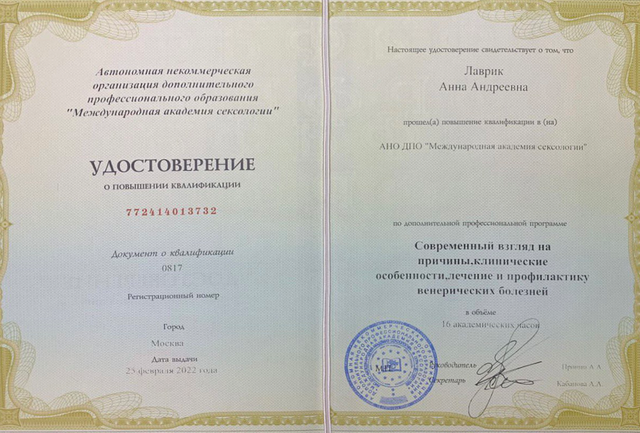 Автономная некоммерческая
организация дополнительного
профессионального образования
"Международная академия сексологии"
УДОСТОВЕРЕНИЕ
О ПОВЫШЕНИИ КВАЛИФИКАЦИИ
772414013732
Документ о квалификации
0817
Регистрационный номер
Город
Москва
Дата выдачи
25 февраля 2022 года
Настоящее удостоверение свидетельствует о том, что
Лаврик
Анна Андреевна
прошел(а) повышение квалификации в (на)
АНО ДПО "Международная академия сексологии"
по дополнительной профессиональной программе
Современный взгляд на
причины,клинические
особенности,лечение и профилактику
венерических болезней
в объёме
16 академических часов
М.П.
Руководитель
Секретарь